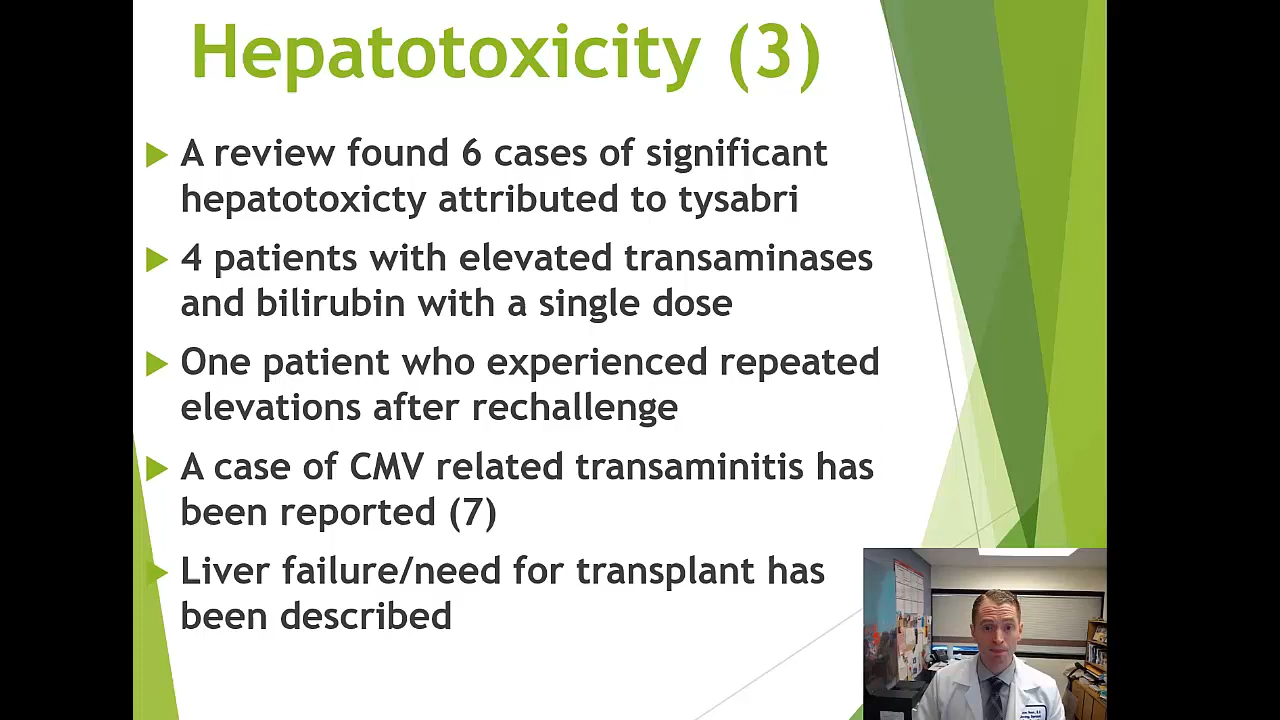 Hepatotoxicity (3)
A review found 6 cases of significant
hepatotoxicty attributed to tysabri
4 patients with elevated transaminases
and bilirubin with a single dose
One patient who experienced repeated
elevations after rechallenge
A case of CMV related transaminitis has
been reported (7)
Liver failure/need for transplant has
been described